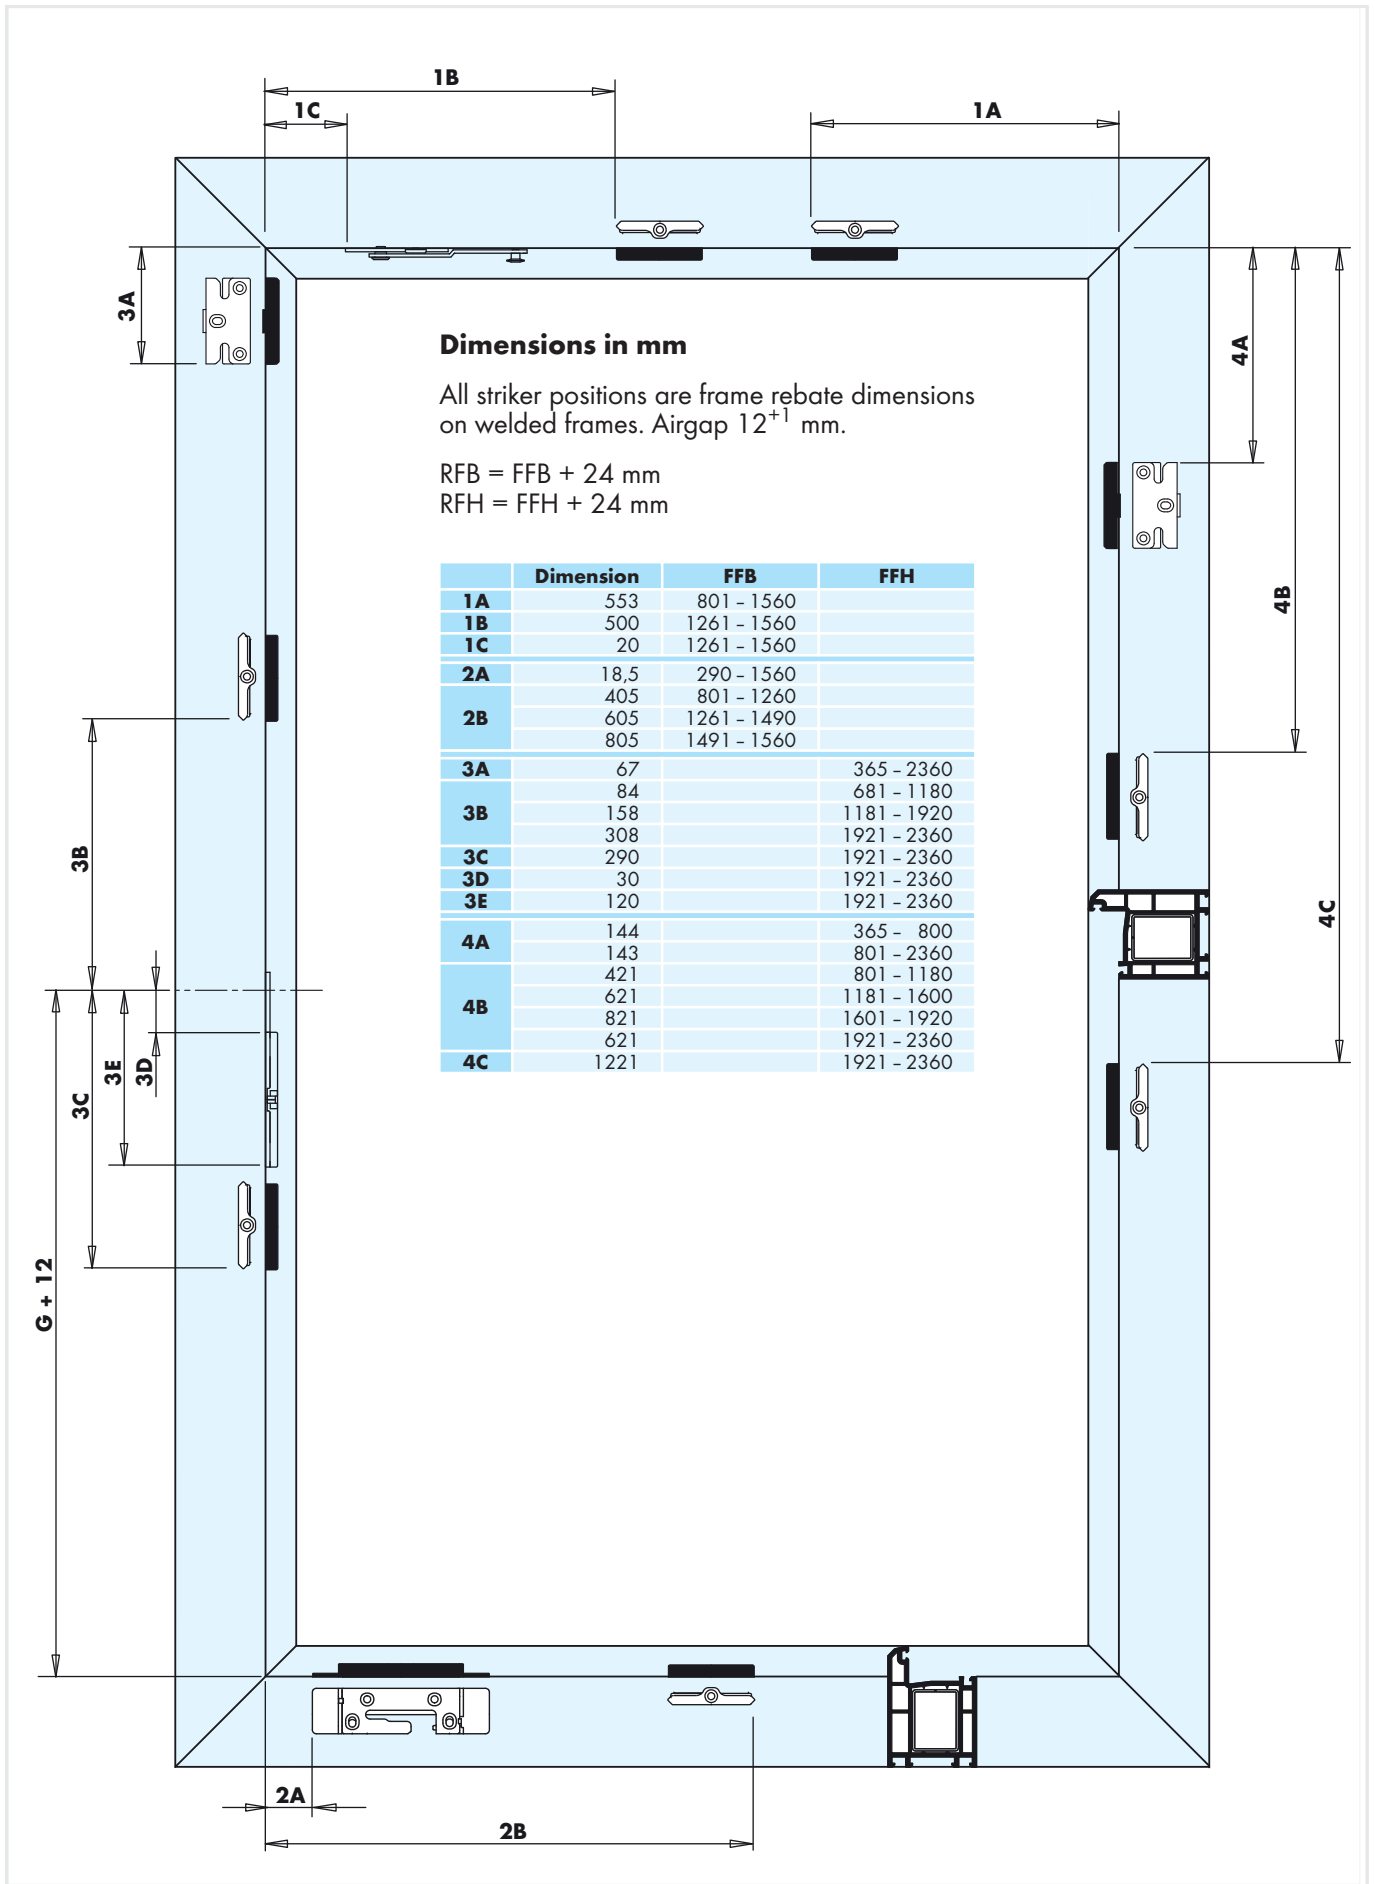 1B
1C
1A
3A
4A
Dimensions in mm
All striker positions are frame rebate dimensions
on welded frames. Airgap 12+1 mm.
RFB = FFB + 24 mm
RFH = FFH + 24 mm
Dimension FFB FFH
1A 553 801 – 1560
1B 500 1261 – 1560
1C 20 1261 – 1560
2A 18,5 290 – 1560
2B 405 801 – 1260
605 1261 – 1490
805 1491 – 1560
3A 67 365 – 2360
3B 84 681 – 1180
158 1181 – 1920
308 1921 – 2360
3C 290 1921 – 2360
3D 30 1921 – 2360
3E 120 1921 – 2360
4A 144 365 – 800
143 801 – 2360
4B 421 801 – 1180
621 1181 – 1600
821 1601 – 1920
621 1921 – 2360
4C 1221 1921 – 2360
4B
4C
3B
3E
3D
3C
G + 12
2A
2B